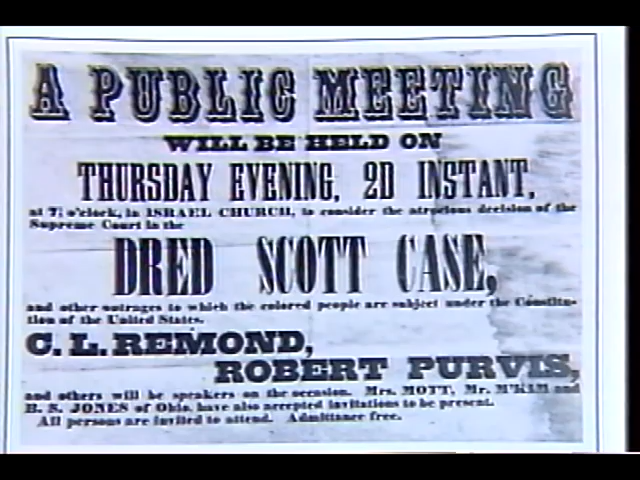 A PUBLIC MEETING
WILL BE HELD ON
THURSDAY EVENING, 2D INSTANT,
at 7½ o'clock, in ISRAEL CHURCH, to consider the atrocious decision of the
Supreme Court in the
DRED SCOTT CASE,
and other outrages to which the colored people are subject under the Constitu-
tion of the United States.
C. L. REMOND,
ROBERT PURVIS,
and others will be speakers on the occasion. Mrs. MOTT, Mr. M'KIM and
B. S. JONES of Ohio, have also accepted invitations to be present.
All persons are invited to attend. Admittance free.